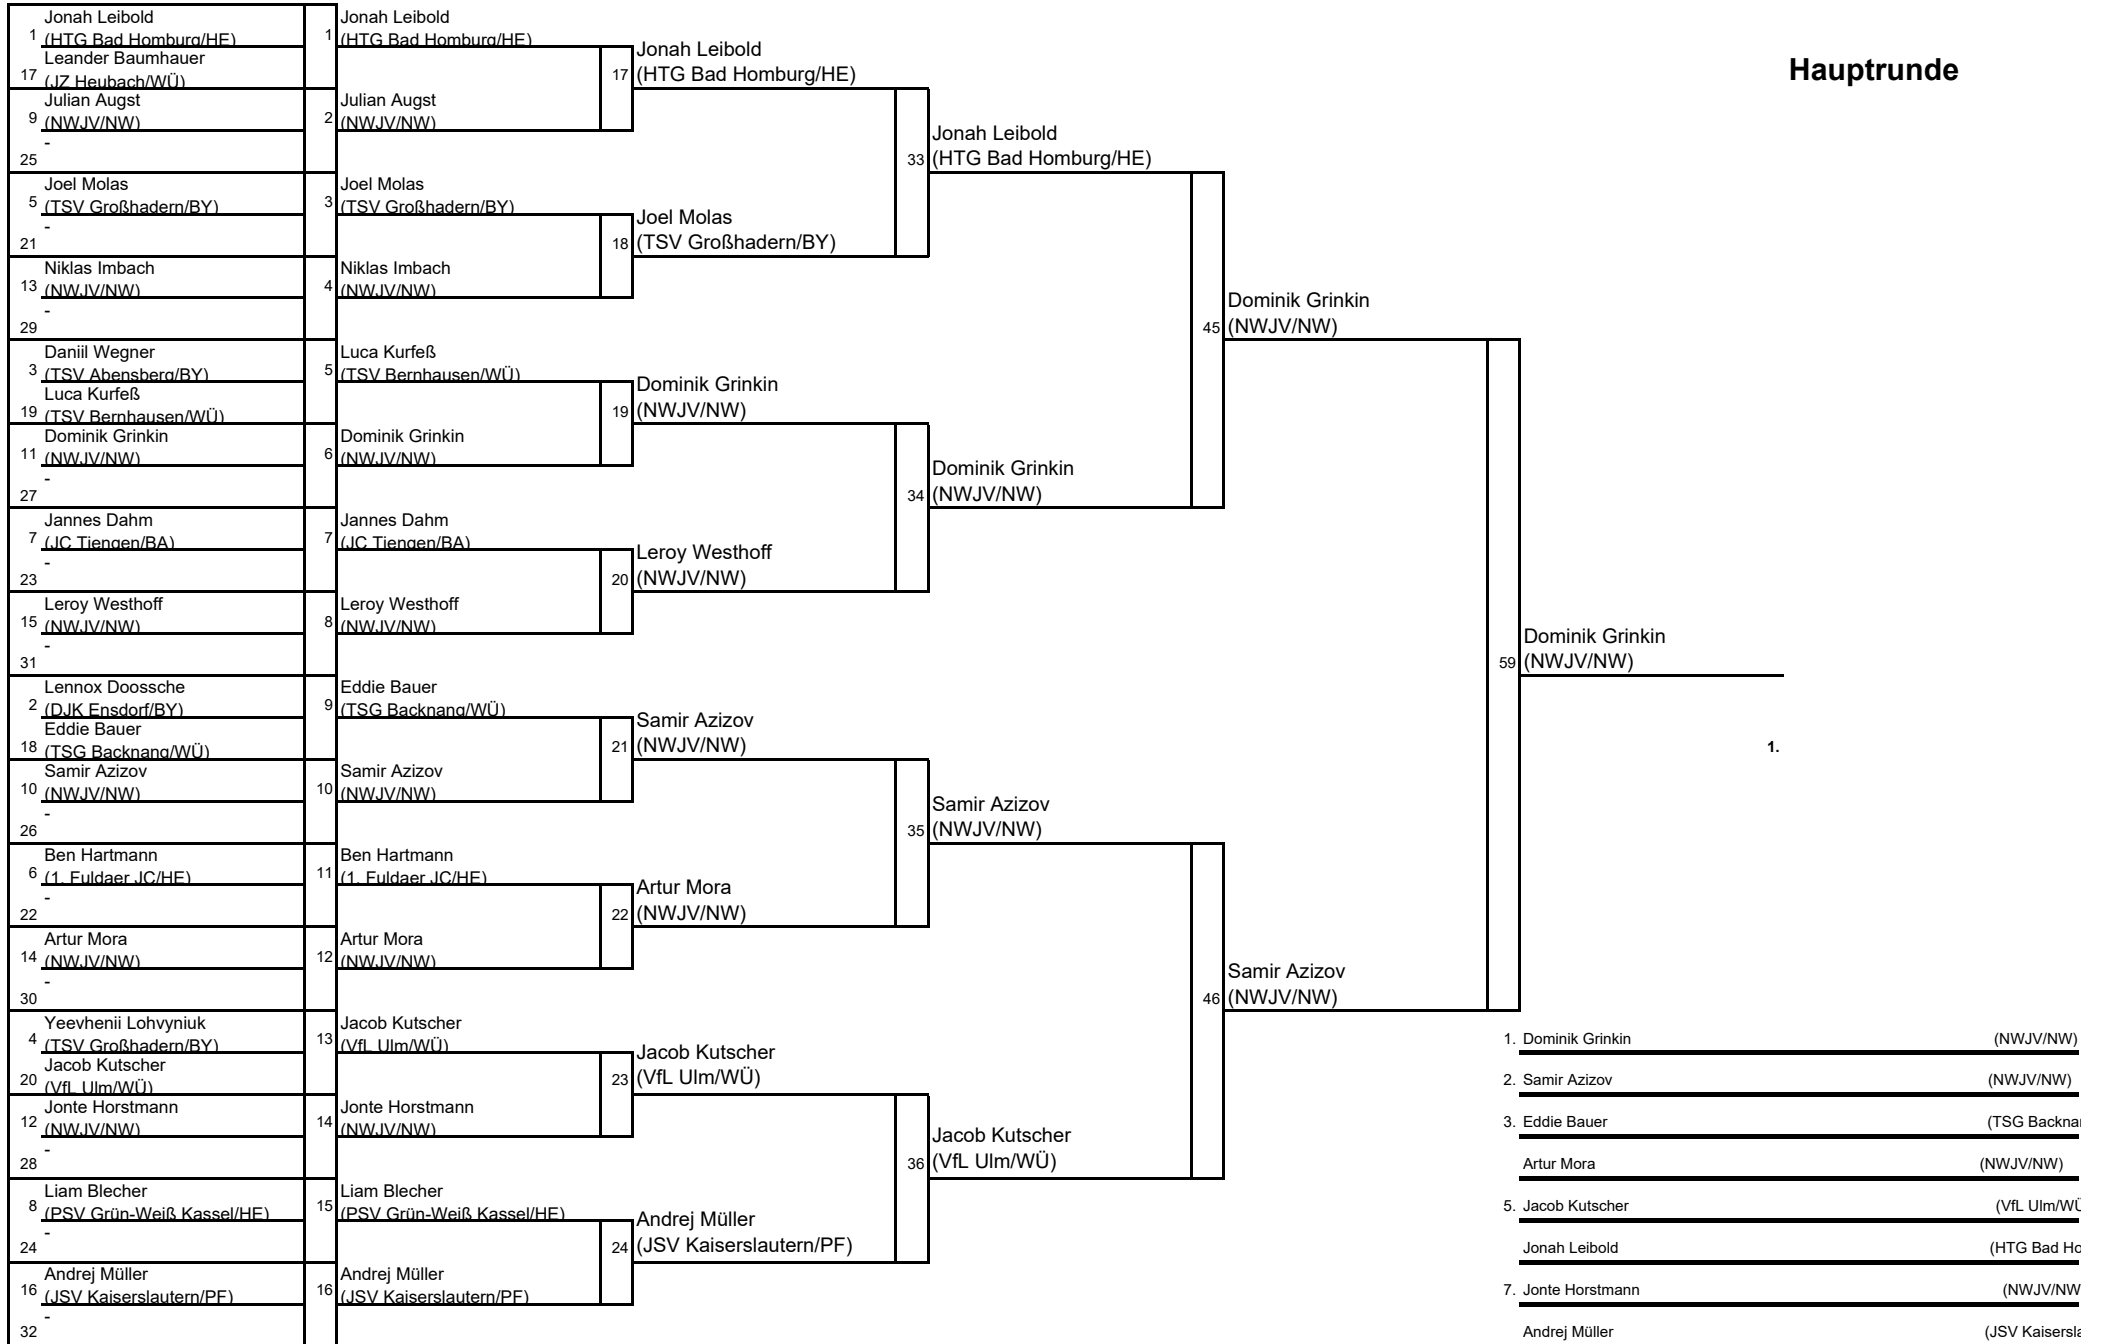 Hauptrunde
1
Jonah Leibold
(HTG Bad Homburg/HE)
17
Leander Baumhauer
(JZ Heubach/WÜ)
9
Julian Augst
(NWJV/NW)
25
-
5
Joel Molas
(TSV Großhadern/BY)
21
-
13
Niklas Imbach
(NWJV/NW)
29
-
3
Daniil Wegner
(TSV Abensberg/BY)
19
Luca Kurfeß
(TSV Bernhausen/WÜ)
11
Dominik Grinkin
(NWJV/NW)
27
-
7
Jannes Dahm
(JC Tiengen/BA)
23
-
15
Leroy Westhoff
(NWJV/NW)
31
-
2
Lennox Doossche
(DJK Ensdorf/BY)
18
Eddie Bauer
(TSG Backnang/WÜ)
10
Samir Azizov
(NWJV/NW)
26
-
6
Ben Hartmann
(1. Fuldaer JC/HE)
22
-
14
Artur Mora
(NWJV/NW)
30
-
4
Yeevhenii Lohvyniuk
(TSV Großhadern/BY)
20
Jacob Kutscher
(VfL Ulm/WÜ)
12
Jonte Horstmann
(NWJV/NW)
28
-
8
Liam Blecher
(PSV Grün-Weiß Kassel/HE)
24
-
16
Andrej Müller
(JSV Kaiserslautern/PF)
32
-
1
Jonah Leibold
(HTG Bad Homburg/HE)
2
Julian Augst
(NWJV/NW)
3
Joel Molas
(TSV Großhadern/BY)
4
Niklas Imbach
(NWJV/NW)
5
Luca Kurfeß
(TSV Bernhausen/WÜ)
6
Dominik Grinkin
(NWJV/NW)
7
Jannes Dahm
(JC Tiengen/BA)
8
Leroy Westhoff
(NWJV/NW)
9
Eddie Bauer
(TSG Backnang/WÜ)
10
Samir Azizov
(NWJV/NW)
11
Ben Hartmann
(1. Fuldaer JC/HE)
12
Artur Mora
(NWJV/NW)
13
Jacob Kutscher
(VfL Ulm/WÜ)
14
Jonte Horstmann
(NWJV/NW)
15
Liam Blecher
(PSV Grün-Weiß Kassel/HE)
16
Andrej Müller
(JSV Kaiserslautern/PF)
17
Jonah Leibold
(HTG Bad Homburg/HE)
18
Joel Molas
(TSV Großhadern/BY)
19
Dominik Grinkin
(NWJV/NW)
20
Leroy Westhoff
(NWJV/NW)
21
Samir Azizov
(NWJV/NW)
22
Artur Mora
(NWJV/NW)
23
Jacob Kutscher
(VfL Ulm/WÜ)
24
Andrej Müller
(JSV Kaiserslautern/PF)
33
Jonah Leibold
(HTG Bad Homburg/HE)
34
Dominik Grinkin
(NWJV/NW)
35
Samir Azizov
(NWJV/NW)
36
Jacob Kutscher
(VfL Ulm/WÜ)
45
Dominik Grinkin
(NWJV/NW)
46
Samir Azizov
(NWJV/NW)
59
Dominik Grinkin
(NWJV/NW)
1.
1. Dominik Grinkin (NWJV/NW)
2. Samir Azizov (NWJV/NW)
3. Eddie Bauer (TSG Backna
Artur Mora (NWJV/NW)
5. Jacob Kutscher (VfL Ulm/WÜ
Jonah Leibold (HTG Bad Ho
7. Jonte Horstmann (NWJV/NW
Andrej Müller (JSV Kaisersla